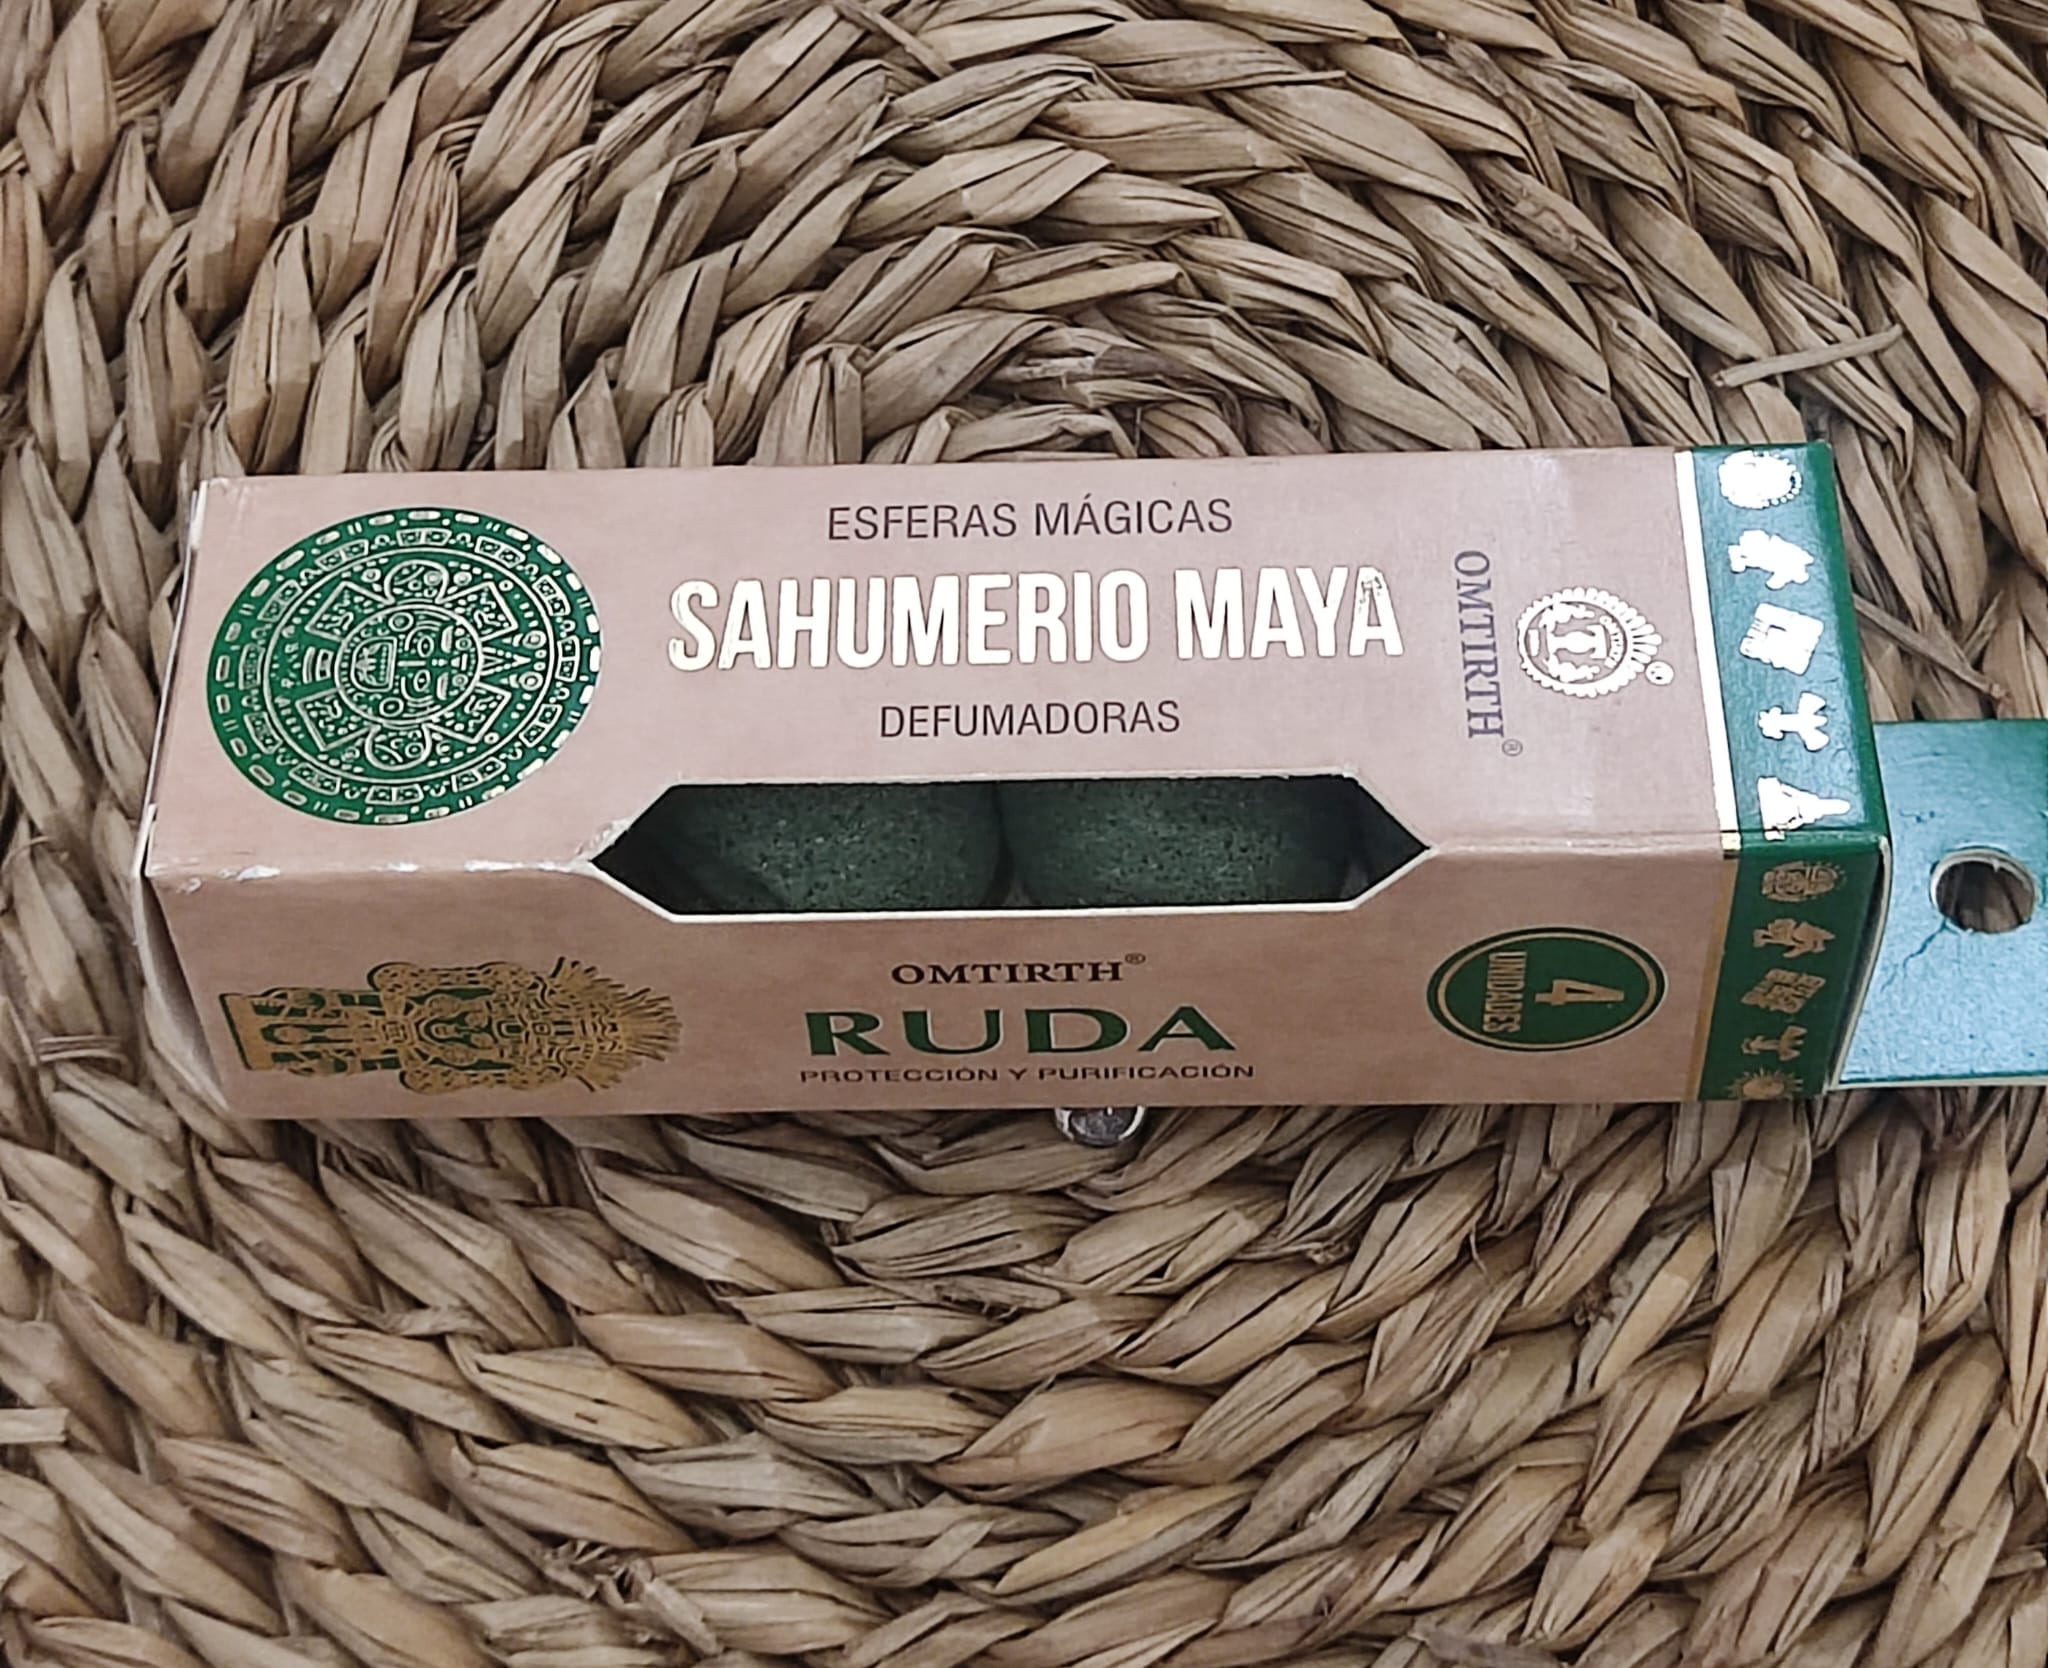 ESFERAS MÁGICAS
SAHUMERIO MAYA
DEFUMADORAS
OMTIRTH®
OMTIRTH®
RUDA
PROTECCIÓN Y PURIFICACIÓN
4
UNIDADES